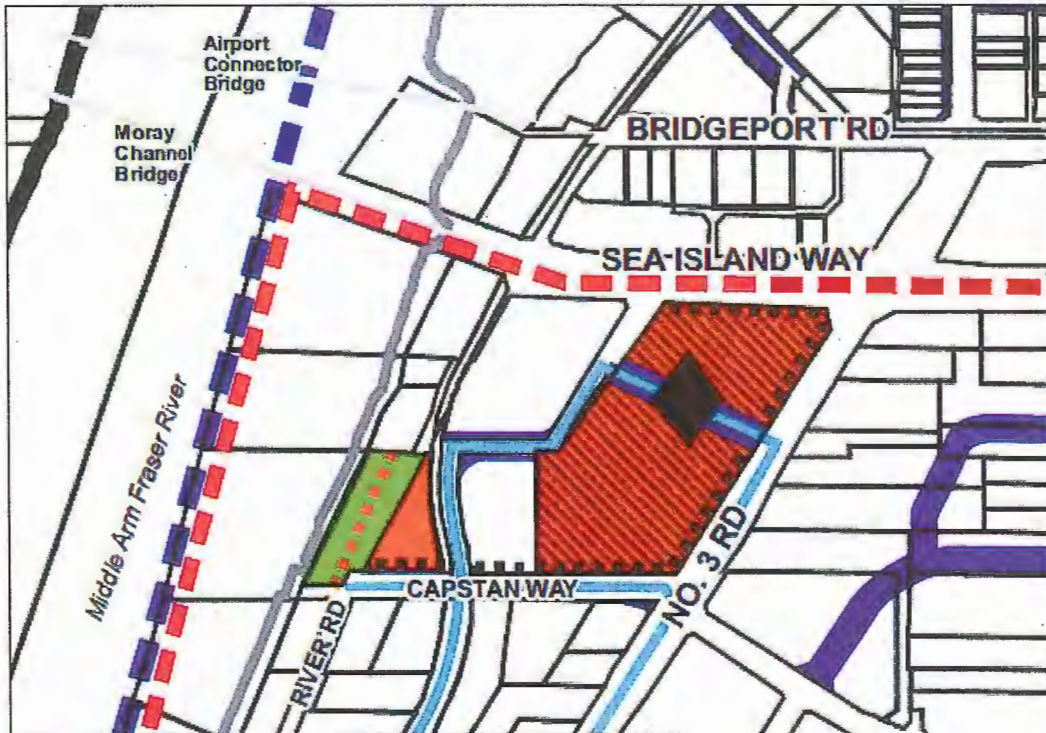 Airport
Connector
Bridge
Moray
Channel
Bridge
BRIDGEPORT RD
SEA ISLAND WAY
Middle Arm Fraser River
NO. 3 RD
CAPSTAN WAY
RIVER RD